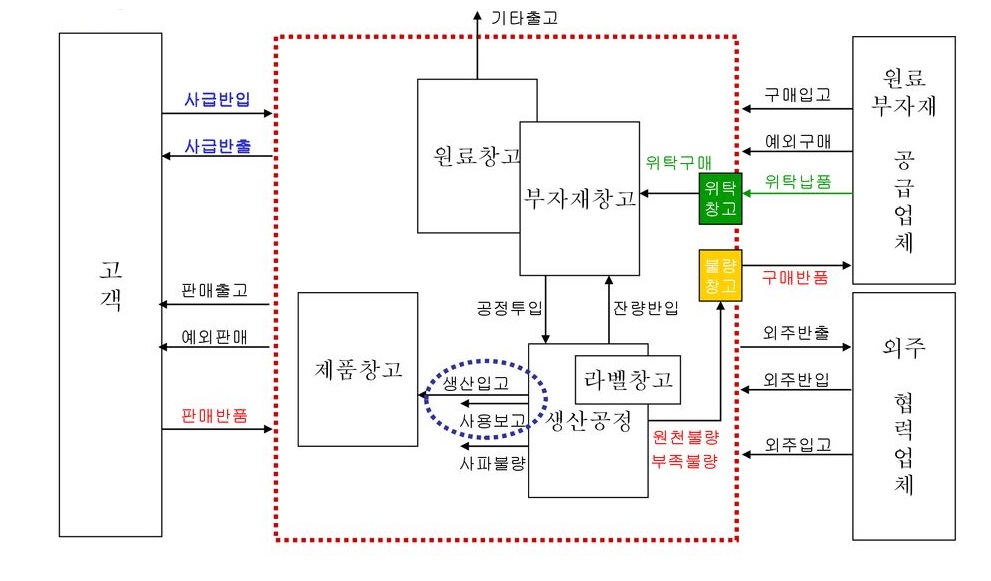 기타출고
고
객
사급반입
사급반출
판매출고
예외판매
판매반품
원료창고
부자재창고
위탁구매
위탁
창고
불량
창고
공정투입
잔량반입
제품창고
생산입고
사용보고
사파불량
라벨창고
생산공정
원천불량
부족불량
구매입고
예외구매
위탁납품
구매반품
외주반출
외주반입
외주입고
원료
부자재
공
급
업
체
외주
협
력
업
체